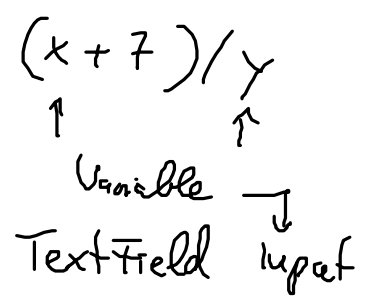 (x + 7)/y
Variable
TextField Input